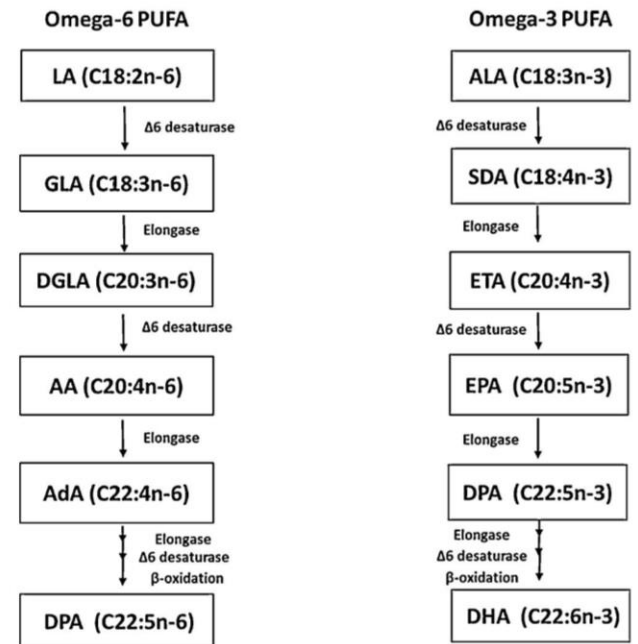 Omega-6 PUFA
LA (C18:2n-6)
Δ6 desaturase
GLA (C18:3n-6)
Elongase
DGLA (C20:3n-6)
Δ6 desaturase
AA (C20:4n-6)
Elongase
AdA (C22:4n-6)
Elongase
Δ6 desaturase
β-oxidation
DPA (C22:5n-6)
Omega-3 PUFA
ALA (C18:3n-3)
Δ6 desaturase
SDA (C18:4n-3)
Elongase
ETA (C20:4n-3)
Δ6 desaturase
EPA (C20:5n-3)
Elongase
DPA (C22:5n-3)
Elongase
Δ6 desaturase
β-oxidation
DHA (C22:6n-3)